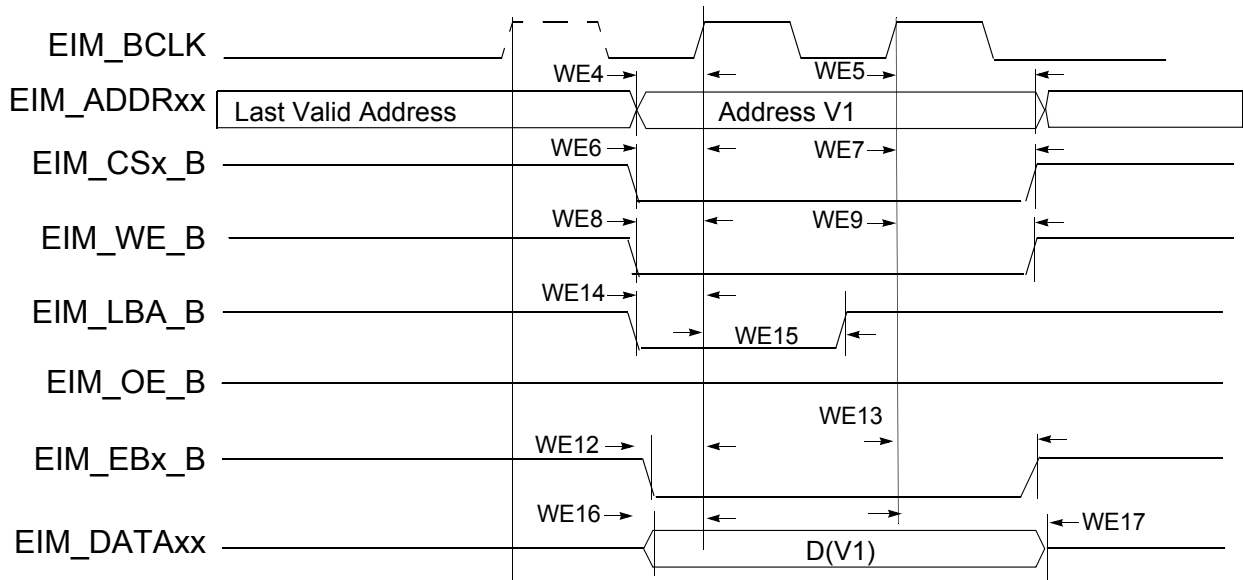 EIM_BCLK
WE4
WE5
EIM_ADDRxx
Last Valid Address
Address V1
WE6
WE7
EIM_CSx_B
WE8
WE9
EIM_WE_B
WE14
EIM_LBA_B
WE15
EIM_OE_B
WE13
WE12
EIM_EBx_B
WE16
WE17
EIM_DATAxx
D(V1)